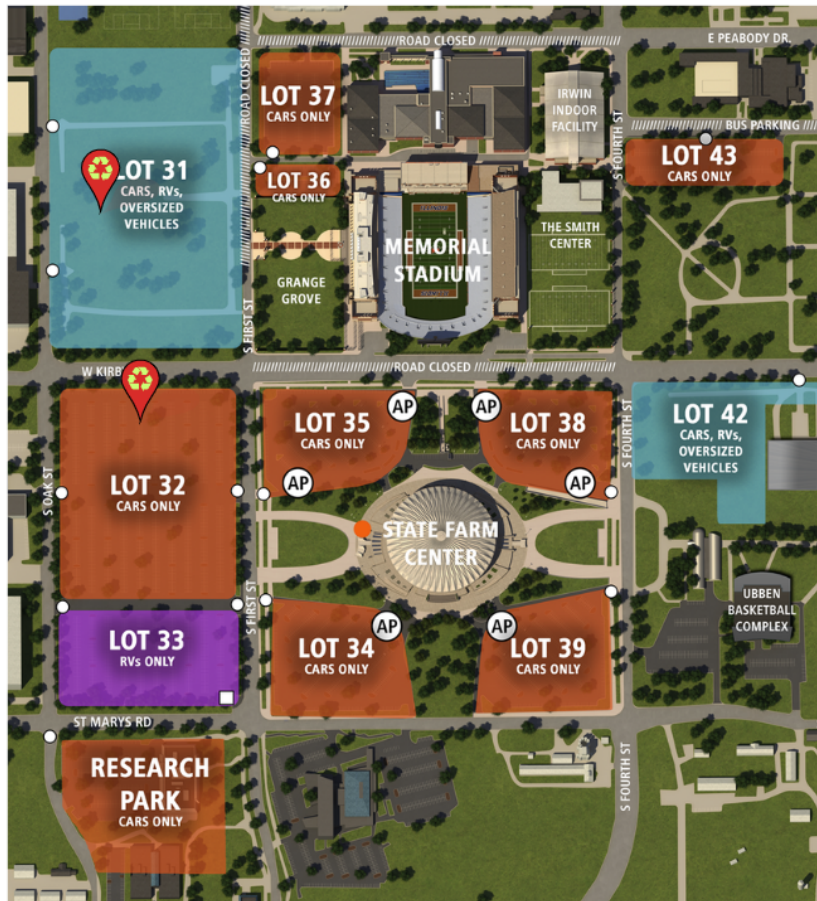 ROAD CLOSED
E PEABODY DR.
ROAD CLOSED
LOT 37
CARS ONLY
IRWIN
INDOOR
FACILITY
S FOURTH ST
BUS PARKING
LOT 31
CARS, RVs,
OVERSIZED
VEHICLES
LOT 36
CARS ONLY
LOT 43
CARS ONLY
ILLINOIS
MEMORIAL
STADIUM
THE SMITH
CENTER
GRANGE
GROVE
S FIRST ST
W KIRB
ROAD CLOSED
LOT 35
CARS ONLY
AP
AP
LOT 38
CARS ONLY
AP
AP
S FOURTH ST
LOT 42
CARS, RVs,
OVERSIZED
VEHICLES
S OAK ST
LOT 32
CARS ONLY
STATE FARM
CENTER
S FIRST ST
UBBEN
BASKETBALL
COMPLEX
LOT 33
RVs ONLY
LOT 34
CARS ONLY
AP
AP
LOT 39
CARS ONLY
ST MARYS RD
RESEARCH
PARK
CARS ONLY
S FOURTH ST